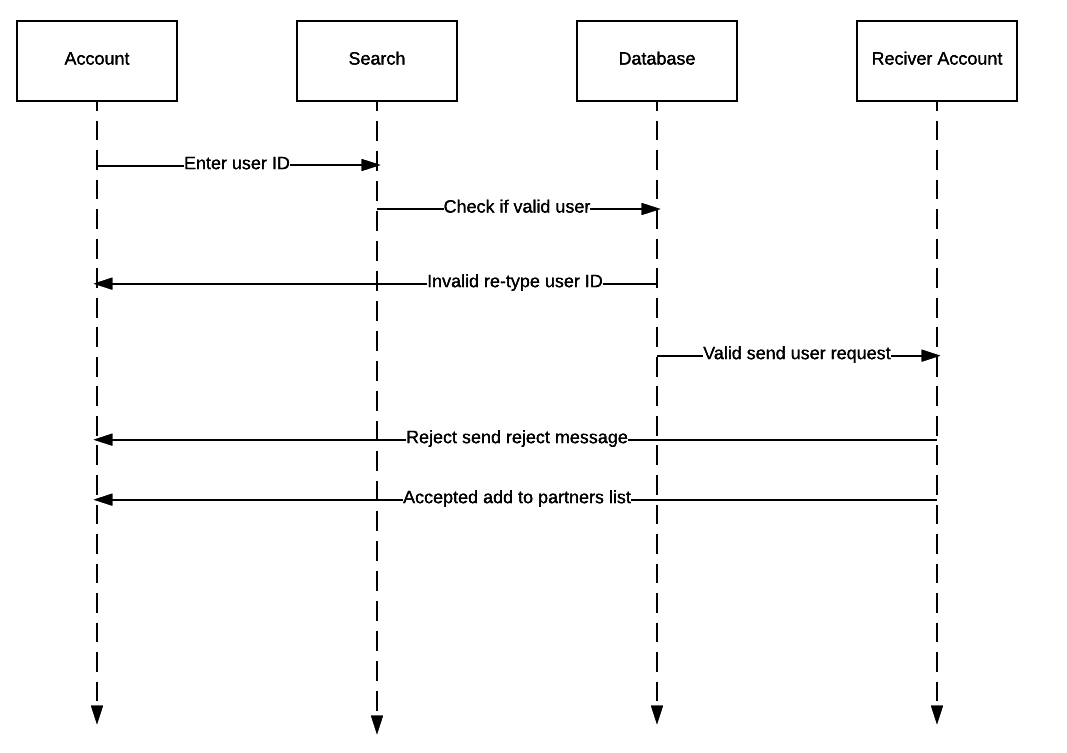 Account
Search
Database
Reciver Account
Enter user ID
Check if valid user
Invalid re-type user ID
Valid send user request
Reject send reject message
Accepted add to partners list